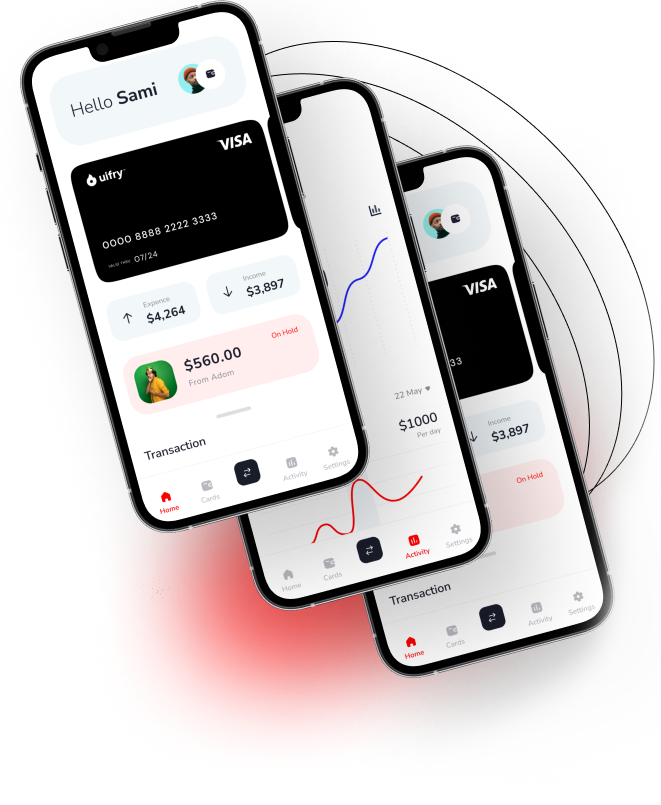 Hello Sami
VISA
uifry
0000 8888 2222 3333
VALID THRU 07/24
Expence
$4,264
Income
$3,897
$560.00
On Hold
From Adom
Transaction
Home
Cards
Activity
Settings
22 May
$1000
Per day
Home
Cards
Activity
Settings
VISA
33
Income
$3,897
On Hold
Transaction
Home
Cards
Activity
Settings